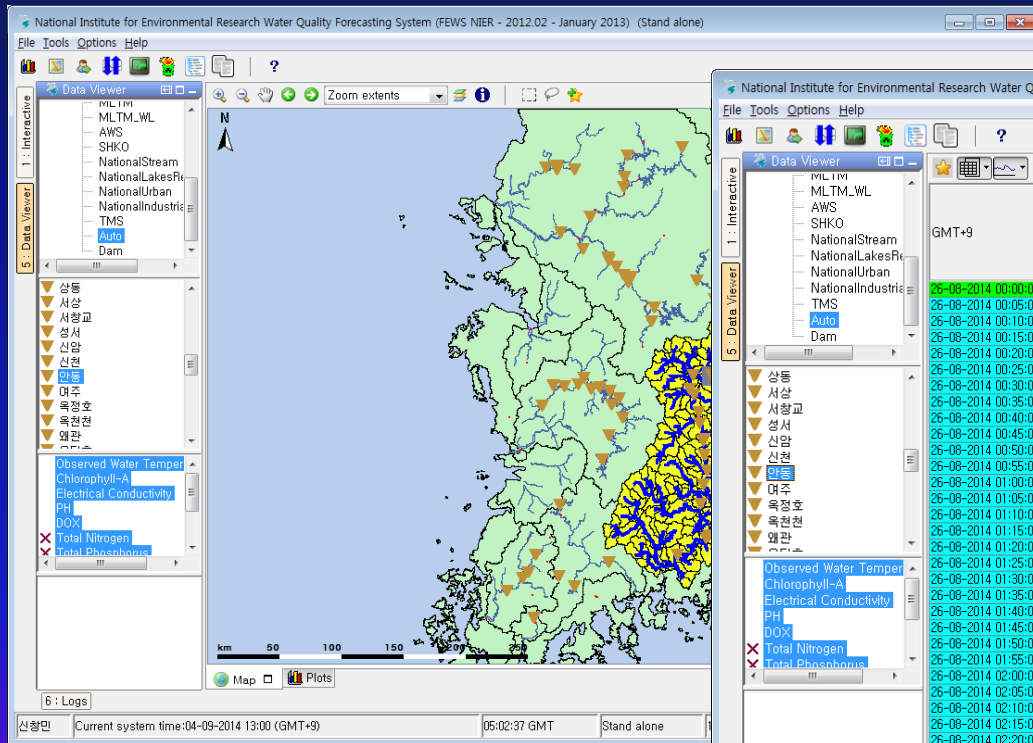 National Institute for Environmental Research Water Quality Forecasting System (FEWS NIER - 2012.02 - January 2013) (Stand alone)
File Tools Options Help
1 : Interactive
5 : Data Viewer
Data Viewer
MLTM
MLTM_WL
AWS
SHKO
NationalStream
NationalLakesRe
NationalUrban
NationalIndustria
TMS
Auto
Dam
상동
서상
서창교
성서
신암
신천
안동
여주
옥정호
옥천천
왜관
Observed Water Temper
Chlorophyll-A
Electrical Conductivity
PH
DOX
Total Nitrogen
Total Phosphorus
Zoom extents
N
km 50 100 150 200 250
Map
Plots
6 : Logs
신창민
Current system time:04-09-2014 13:00 (GMT+9)
05:02:37 GMT
Stand alone
National Institute for Environmental Research Water Q
File Tools Options Help
?
1 : Interactive
5 : Data Viewer
Data Viewer
MLTM
MLTM_WL
AWS
SHKO
NationalStream
NationalLakesRe
NationalUrban
NationalIndustria
TMS
Auto
Dam
상동
서상
서창교
성서
신암
신천
안동
여주
옥정호
옥천천
왜관
Observed Water Temper
Chlorophyll-A
Electrical Conductivity
PH
DOX
Total Nitrogen
Total Phosphorus
GMT+9
26-08-2014 00:00:0
26-08-2014 00:05:0
26-08-2014 00:10:0
26-08-2014 00:15:0
26-08-2014 00:20:0
26-08-2014 00:25:0
26-08-2014 00:30:0
26-08-2014 00:35:0
26-08-2014 00:40:0
26-08-2014 00:45:0
26-08-2014 00:50:0
26-08-2014 00:55:0
26-08-2014 01:00:0
26-08-2014 01:05:0
26-08-2014 01:10:0
26-08-2014 01:15:0
26-08-2014 01:20:0
26-08-2014 01:25:0
26-08-2014 01:30:0
26-08-2014 01:35:0
26-08-2014 01:40:0
26-08-2014 01:45:0
26-08-2014 01:50:0
26-08-2014 01:55:0
26-08-2014 02:00:0
26-08-2014 02:05:0
26-08-2014 02:10:0
26-08-2014 02:15:0
26-08-2014 02:20:0